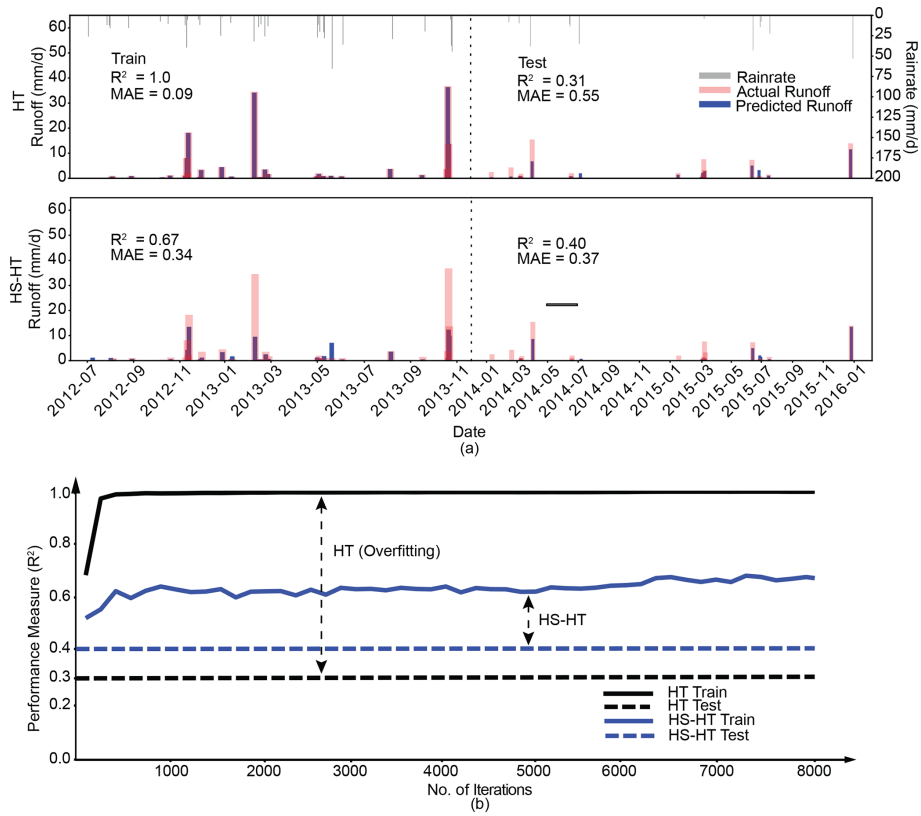 60
50
40
30
20
10
0
HT
Runoff (mm/d)
Train
R² = 1.0
MAE = 0.09
Test
R² = 0.31
MAE = 0.55
Rainrate
Actual Runoff
Predicted Runoff
0
25
50
75
100
125
150
175
200
Rainrate (mm/d)
60
50
40
30
20
10
0
HS-HT
Runoff (mm/d)
R² = 0.67
MAE = 0.34
R² = 0.40
MAE = 0.37
2012-07
2012-09
2012-11
2013-01
2013-03
2013-05
2013-07
2013-09
2013-11
2014-01
2014-03
2014-05
2014-07
2014-09
2014-11
2015-01
2015-03
2015-05
2015-07
2015-09
2015-11
2016-01
Date
(a)
1.0
0.8
0.6
0.4
0.3
0.2
0.0
Performance Measure (R²)
HT (Overfitting)
HS-HT
HT Train
HT Test
HS-HT Train
HS-HT Test
1000
2000
3000
4000
5000
6000
7000
8000
No. of Iterations
(b)